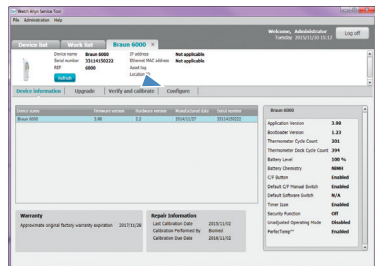 Welch Allyn Service Tool
File Administration Help
Welcome, Administrator
Tuesday 2015/11/10 15:13
Log off
Device list Work list Braun 6000 ×
Device name Braun 6000 IP address Not applicable
Serial number 33114150222 Ethernet MAC address Not applicable
REF 6000 Asset tag
Location ID
Refresh
Device information Upgrade Verify and calibrate Configure
Device name Firmware version Hardware version Manufactured date Serial number
Braun 6000 3.08 2.2 2014/11/27 33114150222
Braun 6000
Application Version 3.08
Bootloader Version 1.23
Thermometer Cycle Count 301
Thermometer Dock Cycle Count 394
Battery Level 100 %
Battery Chemistry NiMH
C/F Button Enabled
Default C/F Manual Switch Enabled
Default Software Switch N/A
Timer Icon Enabled
Security Function Off
Unadjusted Operating Mode Disabled
PerfecTemp™ Enabled
Warranty
Approximate original factory warranty expiration 2017/11/26
Repair Information
Last Calibration Date 2015/11/02
Calibration Performed By Biomed
Calibration Due Date 2016/11/02